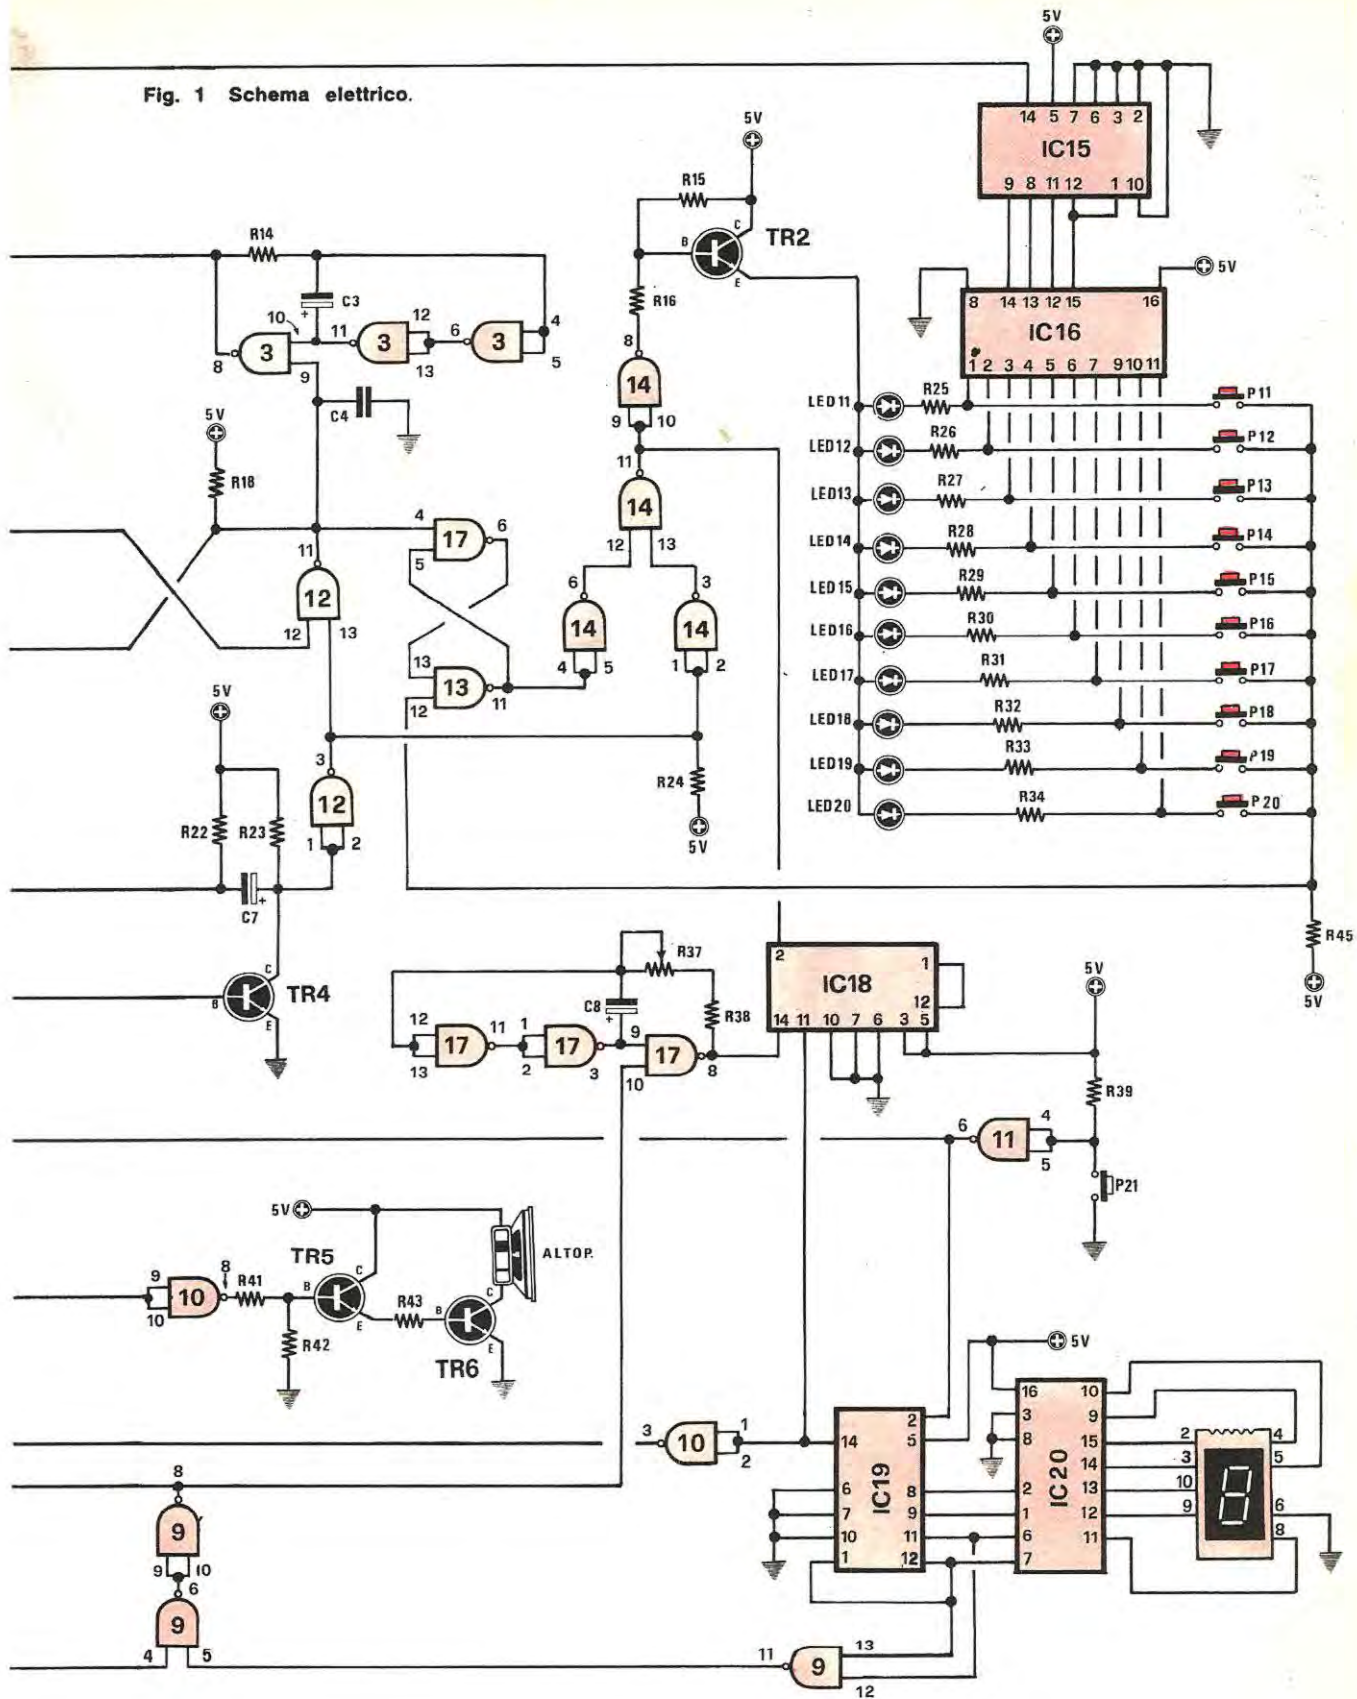 5V
Fig. 1 Schema elettrico.
14 5 7 6 3 2
IC15
9 8 11 12 1 10
5V
R15
B C E TR2
R16
R14
C3
10 11 12 6 4
3 3 3
8 9 13 5
C4
5V
R18
8
14
9 10
11
14
12 13
5V
8 14 13 12 15 16
IC16
1 2 3 4 5 6 7 9 10 11
LED11 R25 P11
LED12 R26 P12
LED13 R27 P13
LED14 R28 P14
LED15 R29 P15
LED16 R30 P16
LED17 R31 P17
LED18 R32 P18
LED19 R33 P19
LED20 R34 P20
4 6
17
5
11
12
12 13
6 3
14 14
4 5 1 2
13
13
12 11
5V
R22 R23
3
12
1 2
R24
5V
C7
C
B TR4
E
R45
5V
R37
C8
R38
12 11 1 9
17 17 17
13 2 3 10 8
2 1
IC18
12
14 11 10 7 6 3 5
5V
R39
6 4
11
5
P21
5V
TR5
ALTOP.
9 8 R41 B C
10
10
E R43 B C
R42
TR6 E
5V
3 1
10
2
2
14 5
IC19
6 8
7 9
10 11
1 12
16 10
3 9
8 15
14
IC20
2 13
1 12
6 11
7
2 4
3 5
10
9 6
8
8
9
9 10
6
9
4 5
11 13
9
12